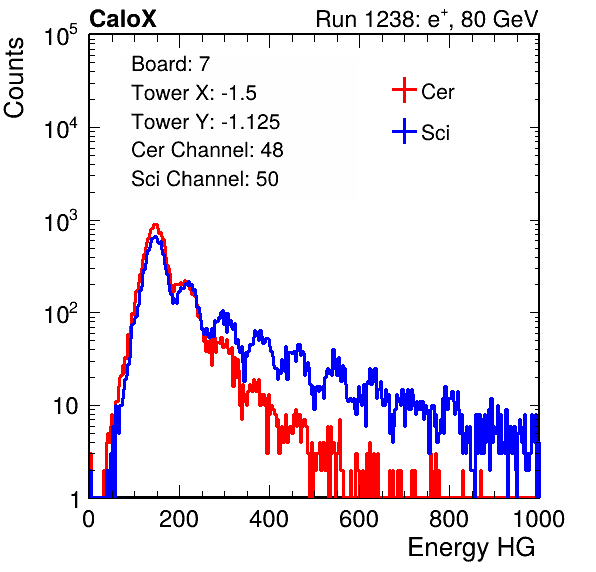 CaloX Run 1238: e⁺, 80 GeV
Counts
10⁵
10⁴
10³
10²
10
1
Board: 7
Tower X: -1.5
Tower Y: -1.125
Cer Channel: 48
Sci Channel: 50
Cer
Sci
0 200 400 600 800 1000
Energy HG